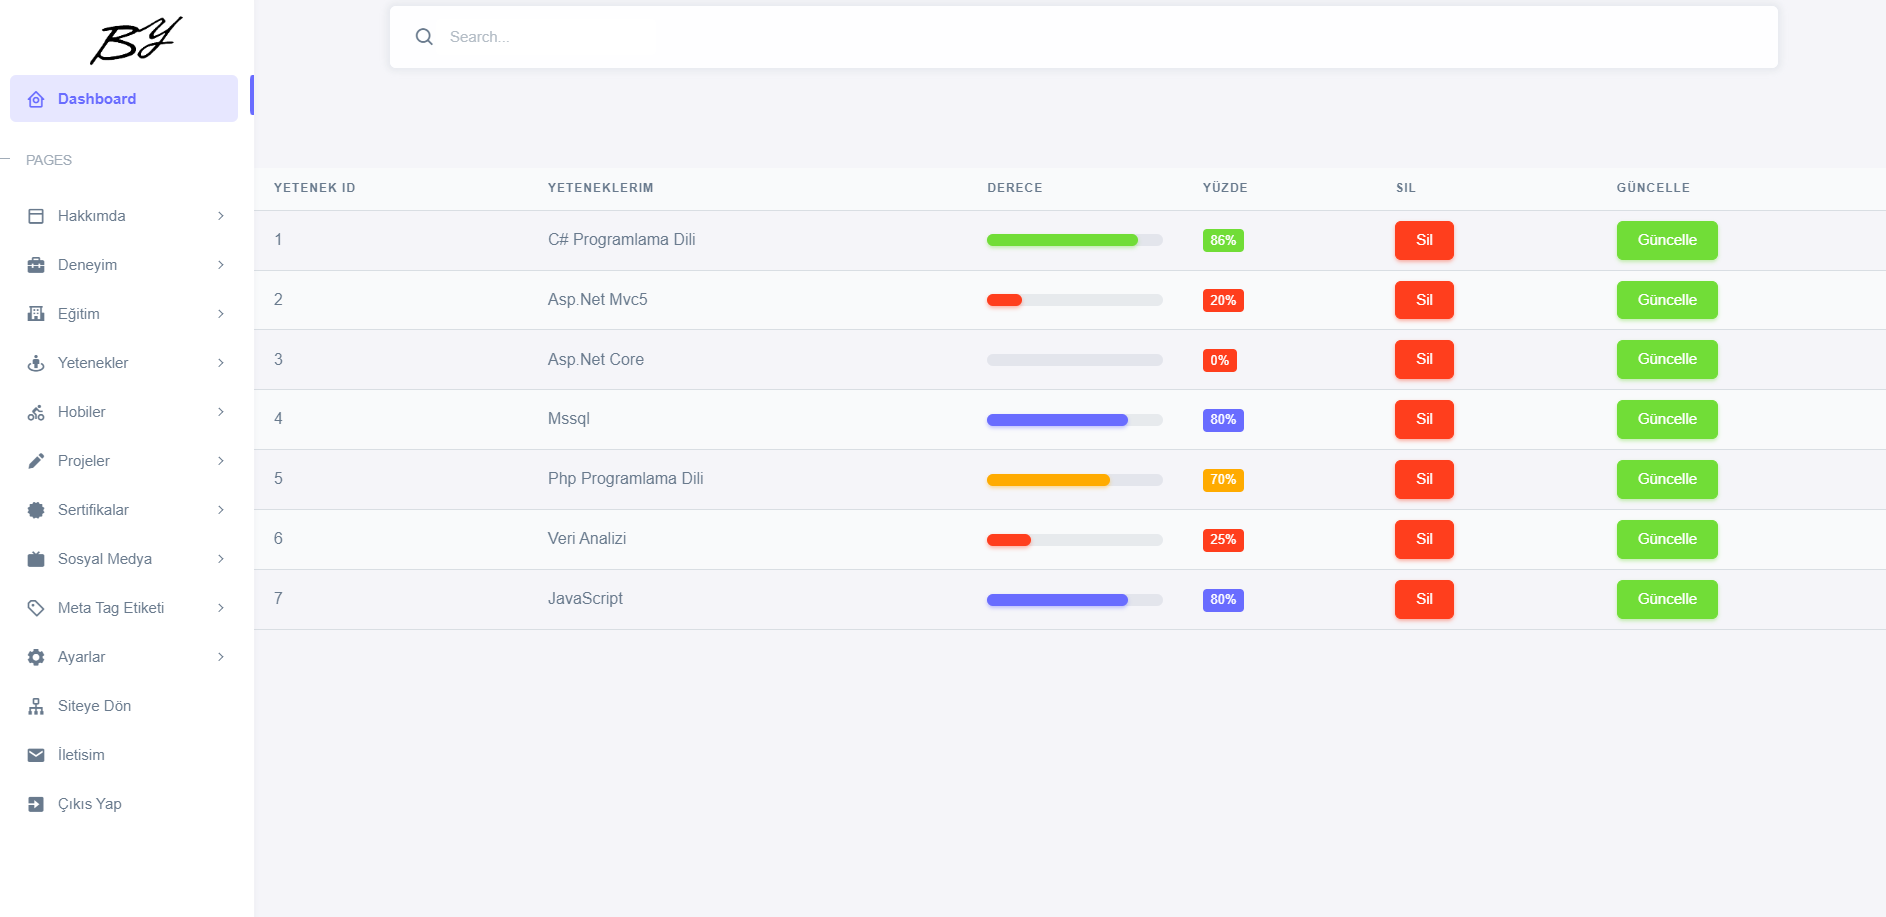 BY
Search...
Dashboard
PAGES
Hakkımda
Deneyim
Eğitim
Yetenekler
Hobiler
Projeler
Sertifikalar
Sosyal Medya
Meta Tag Etiketi
Ayarlar
Siteye Dön
İletisim
Çıkıs Yap
YETENEK ID YETENEKLERIM DERECE YÜZDE SIL GÜNCELLE
1 C# Programlama Dili 86% Sil Güncelle
2 Asp.Net Mvc5 20% Sil Güncelle
3 Asp.Net Core 0% Sil Güncelle
4 Mssql 80% Sil Güncelle
5 Php Programlama Dili 70% Sil Güncelle
6 Veri Analizi 25% Sil Güncelle
7 JavaScript 80% Sil Güncelle